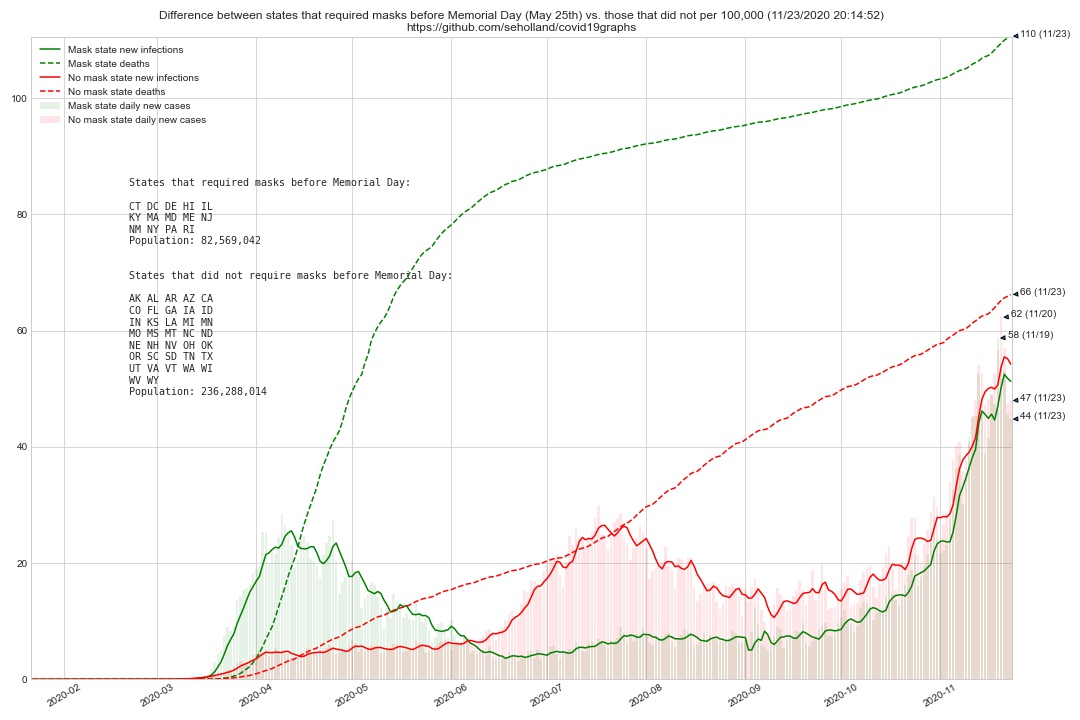 Difference between states that required masks before Memorial Day (May 25th) vs. those that did not per 100,000 (11/23/2020 20:14:52)
https://github.com/seholland/covid19graphs
Mask state new infections
Mask state deaths
No mask state new infections
No mask state deaths
Mask state daily new cases
No mask state daily new cases
States that required masks before Memorial Day:
CT DC DE HI IL
KY MA MD ME NJ
NM NY PA RI
Population: 82,569,042
States that did not require masks before Memorial Day:
AK AL AR AZ CA
CO FL GA IA ID
IN KS LA MI MN
MO MS MT NC ND
NE NH NV OH OK
OR SC SD TN TX
UT VA VT WA WI
WV WY
Population: 236,288,014
110 (11/23)
66 (11/23)
62 (11/20)
58 (11/19)
47 (11/23)
44 (11/23)
100
80
60
40
20
0
2020-02
2020-03
2020-04
2020-05
2020-06
2020-07
2020-08
2020-09
2020-10
2020-11